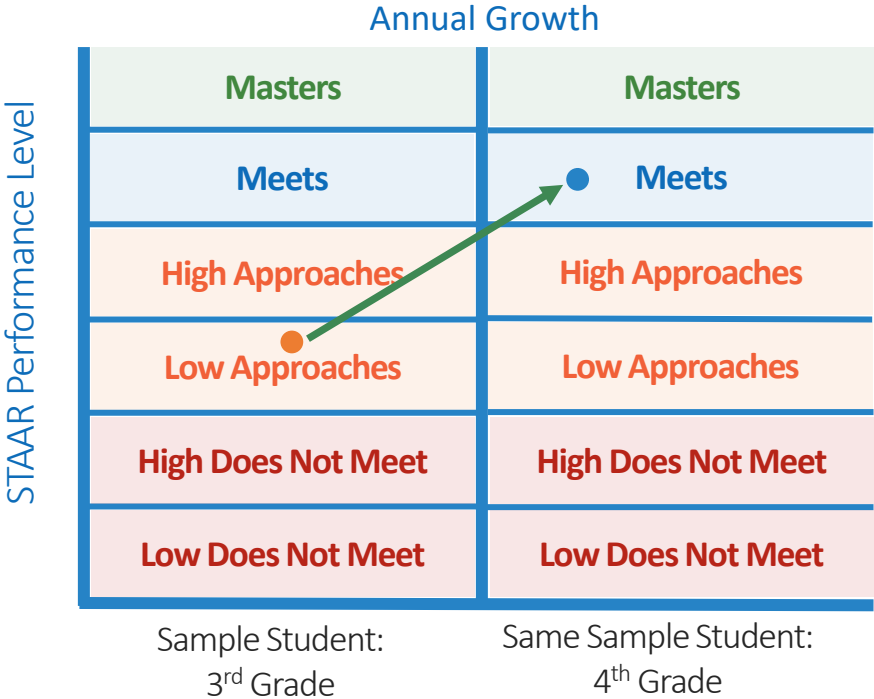 Annual Growth
STAAR Performance Level
Masters
Masters
Meets
Meets
High Approaches
High Approaches
Low Approaches
Low Approaches
High Does Not Meet
High Does Not Meet
Low Does Not Meet
Low Does Not Meet
Sample Student:
3rd Grade
Same Sample Student:
4th Grade